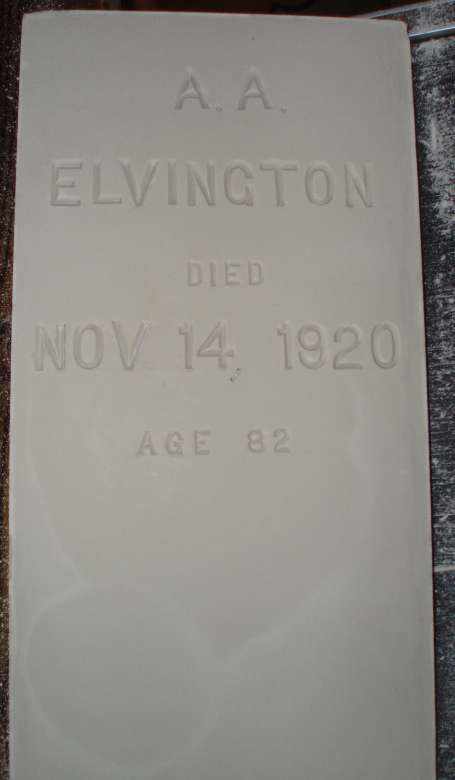 A. A.
ELVINGTON
DIED
NOV 14, 1920
AGE 82